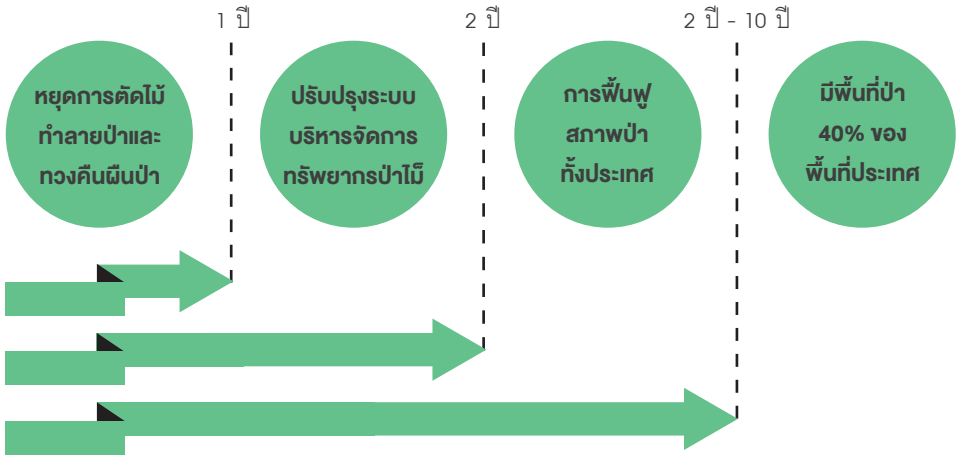 1 ปี
2 ปี
2 ปี - 10 ปี
หยุดการตัดไม้
ทำลายป่าและ
ทวงคืนผืนป่า
ปรับปรุงระบบ
บริหารจัดการ
ทรัพยากรป่าไม็
การฟื้นฟู
สภาพป่า
ทั้งประเทศ
มีพื้นที่ป่า
40% ของ
พื้นที่ประเทศ